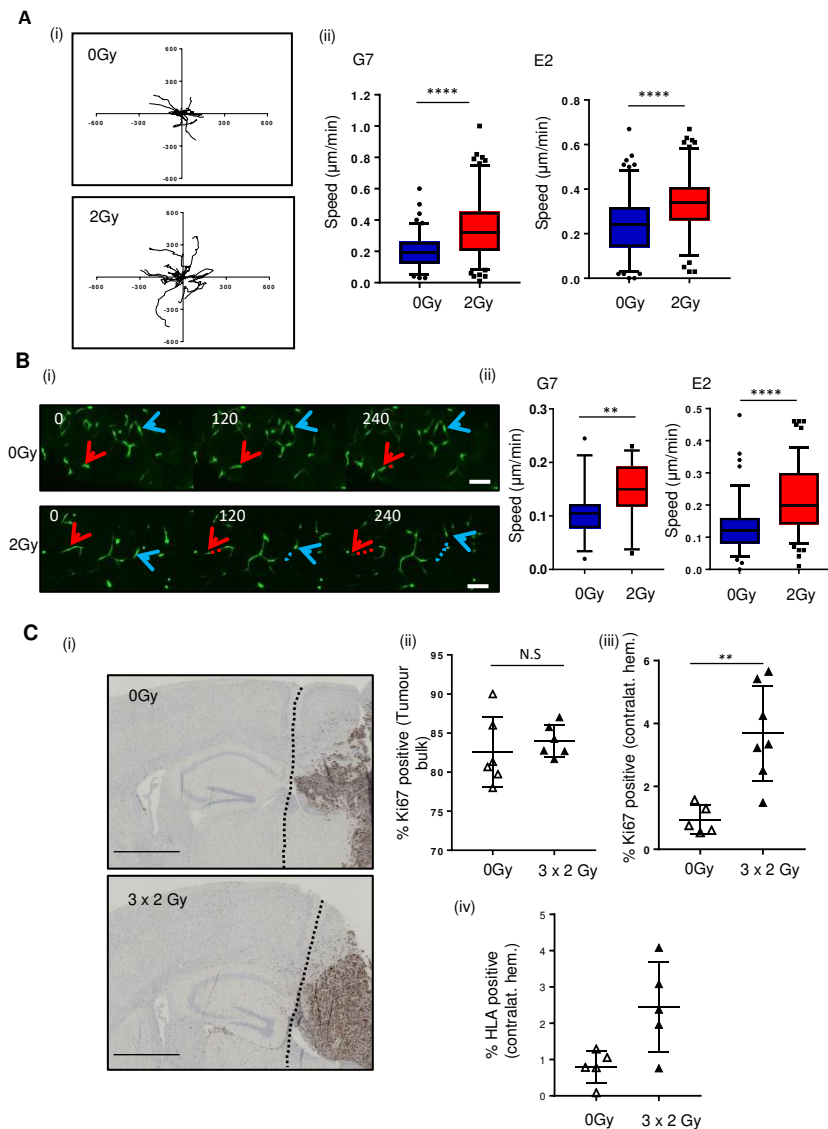 A
(i)
0Gy
600
300
-600 -300 300 600
-300
-600
2Gy
600
300
-600 -300 300 600
-300
-600
(ii)
G7
****
Speed (µm/min)
1.2
1.0
0.8
0.6
0.4
0.2
0.0
0Gy 2Gy
E2
****
Speed (µm/min)
0.8
0.6
0.4
0.2
0.0
0Gy 2Gy
B
(i)
0Gy
0 120 240
2Gy
0 120 240
(ii)
G7
**
Speed (µm/min)
0.3
0.2
0.1
0.0
0Gy 2Gy
E2
****
Speed (µm/min)
0.5
0.4
0.3
0.2
0.1
0.0
0Gy 2Gy
C
(i)
0Gy
3 x 2 Gy
(ii)
N.S
% Ki67 positive (Tumour
bulk)
95
90
85
80
75
70
0Gy 3 x 2 Gy
(iii)
**
% Ki67 positive (contralat. hem.)
6
4
2
0
0Gy 3 x 2 Gy
(iv)
% HLA positive
(contralat. hem.)
5
4
3
2
1
0
0Gy 3 x 2 Gy